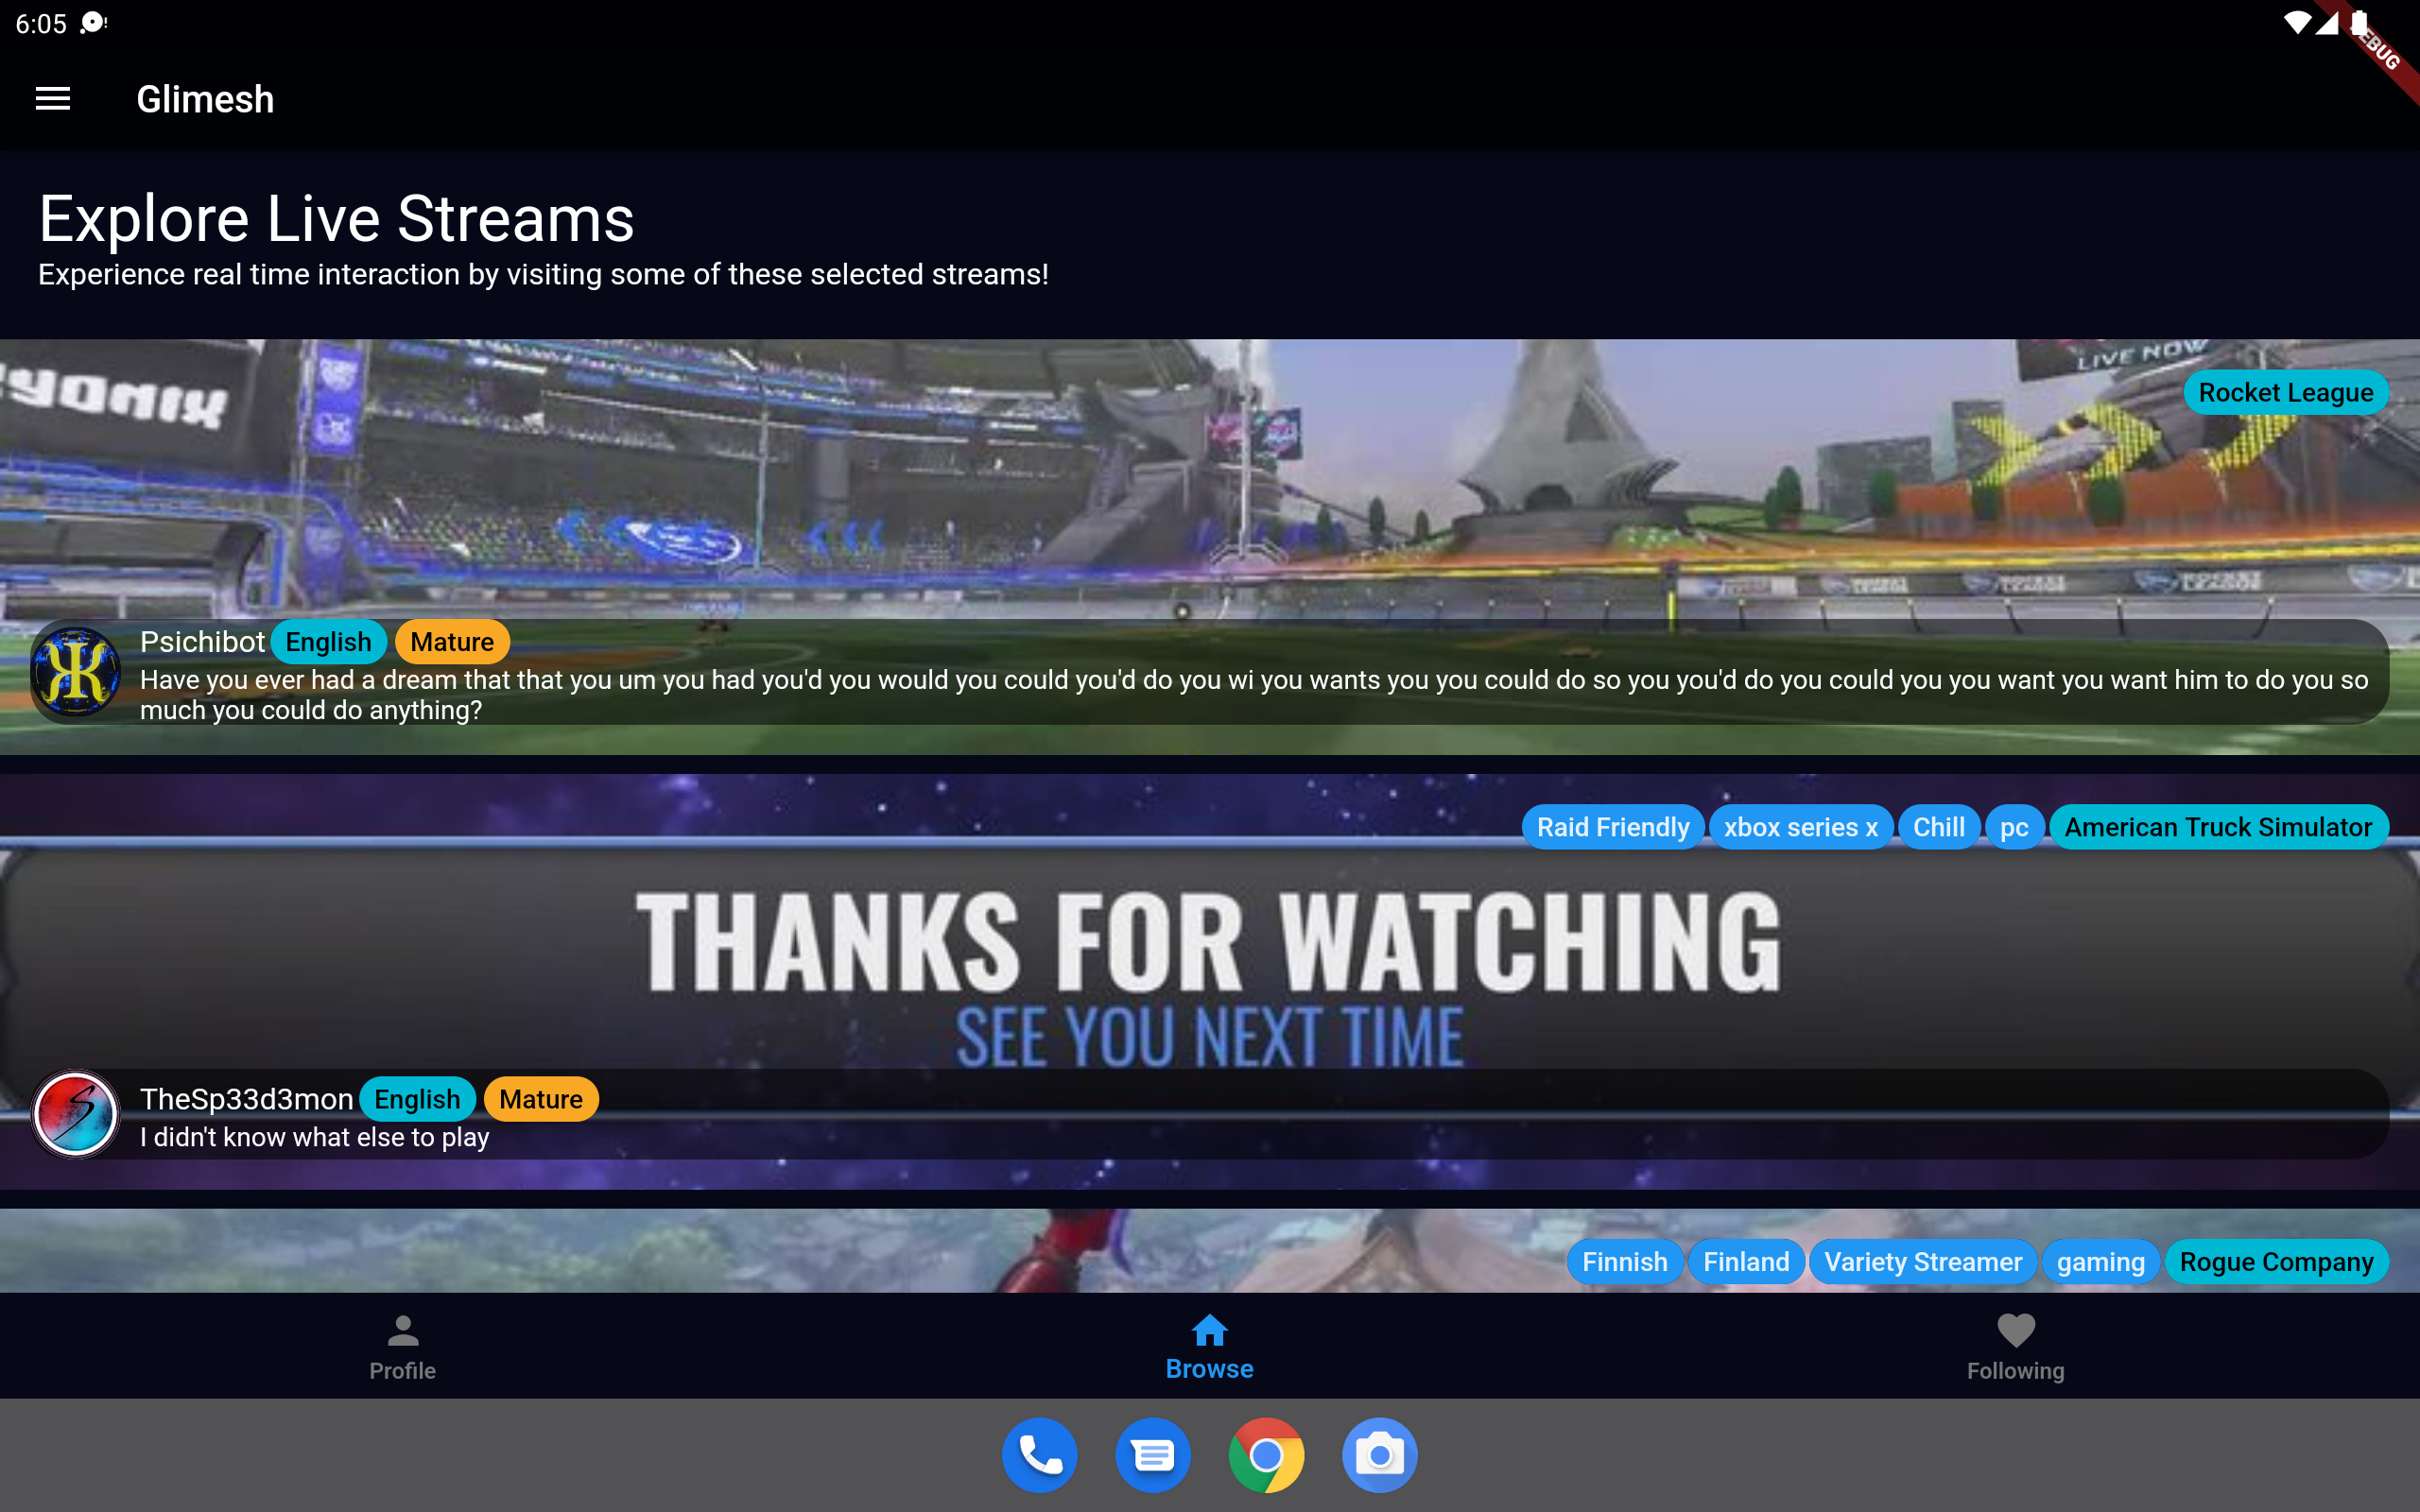 6:05
EBUG
Glimesh
Explore Live Streams
Experience real time interaction by visiting some of these selected streams!
LIVE NOW
Rocket League
Psichibot English Mature
Have you ever had a dream that that you um you had you'd you would you could you'd do you wi you wants you you could do so you you'd do you could you you want you want him to do you so
much you could do anything?
Raid Friendly xbox series x Chill pc American Truck Simulator
THANKS FOR WATCHING
SEE YOU NEXT TIME
TheSp33d3mon English Mature
I didn't know what else to play
Finnish Finland Variety Streamer gaming Rogue Company
Profile Browse Following